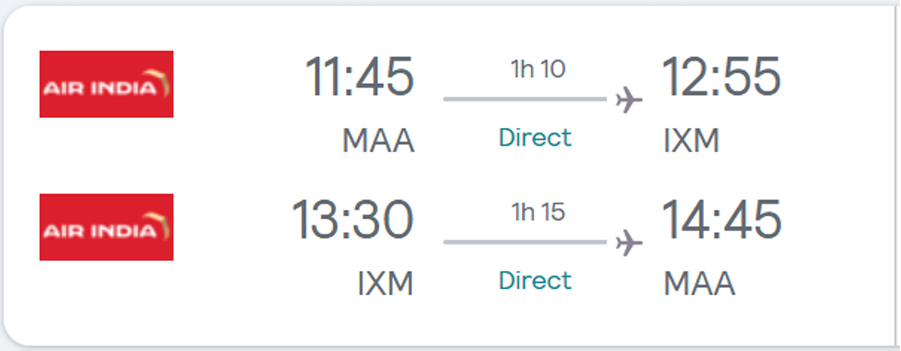 AIR INDIA
11:45
1h 10
12:55
MAA
Direct
IXM
AIR INDIA
13:30
1h 15
14:45
IXM
Direct
MAA